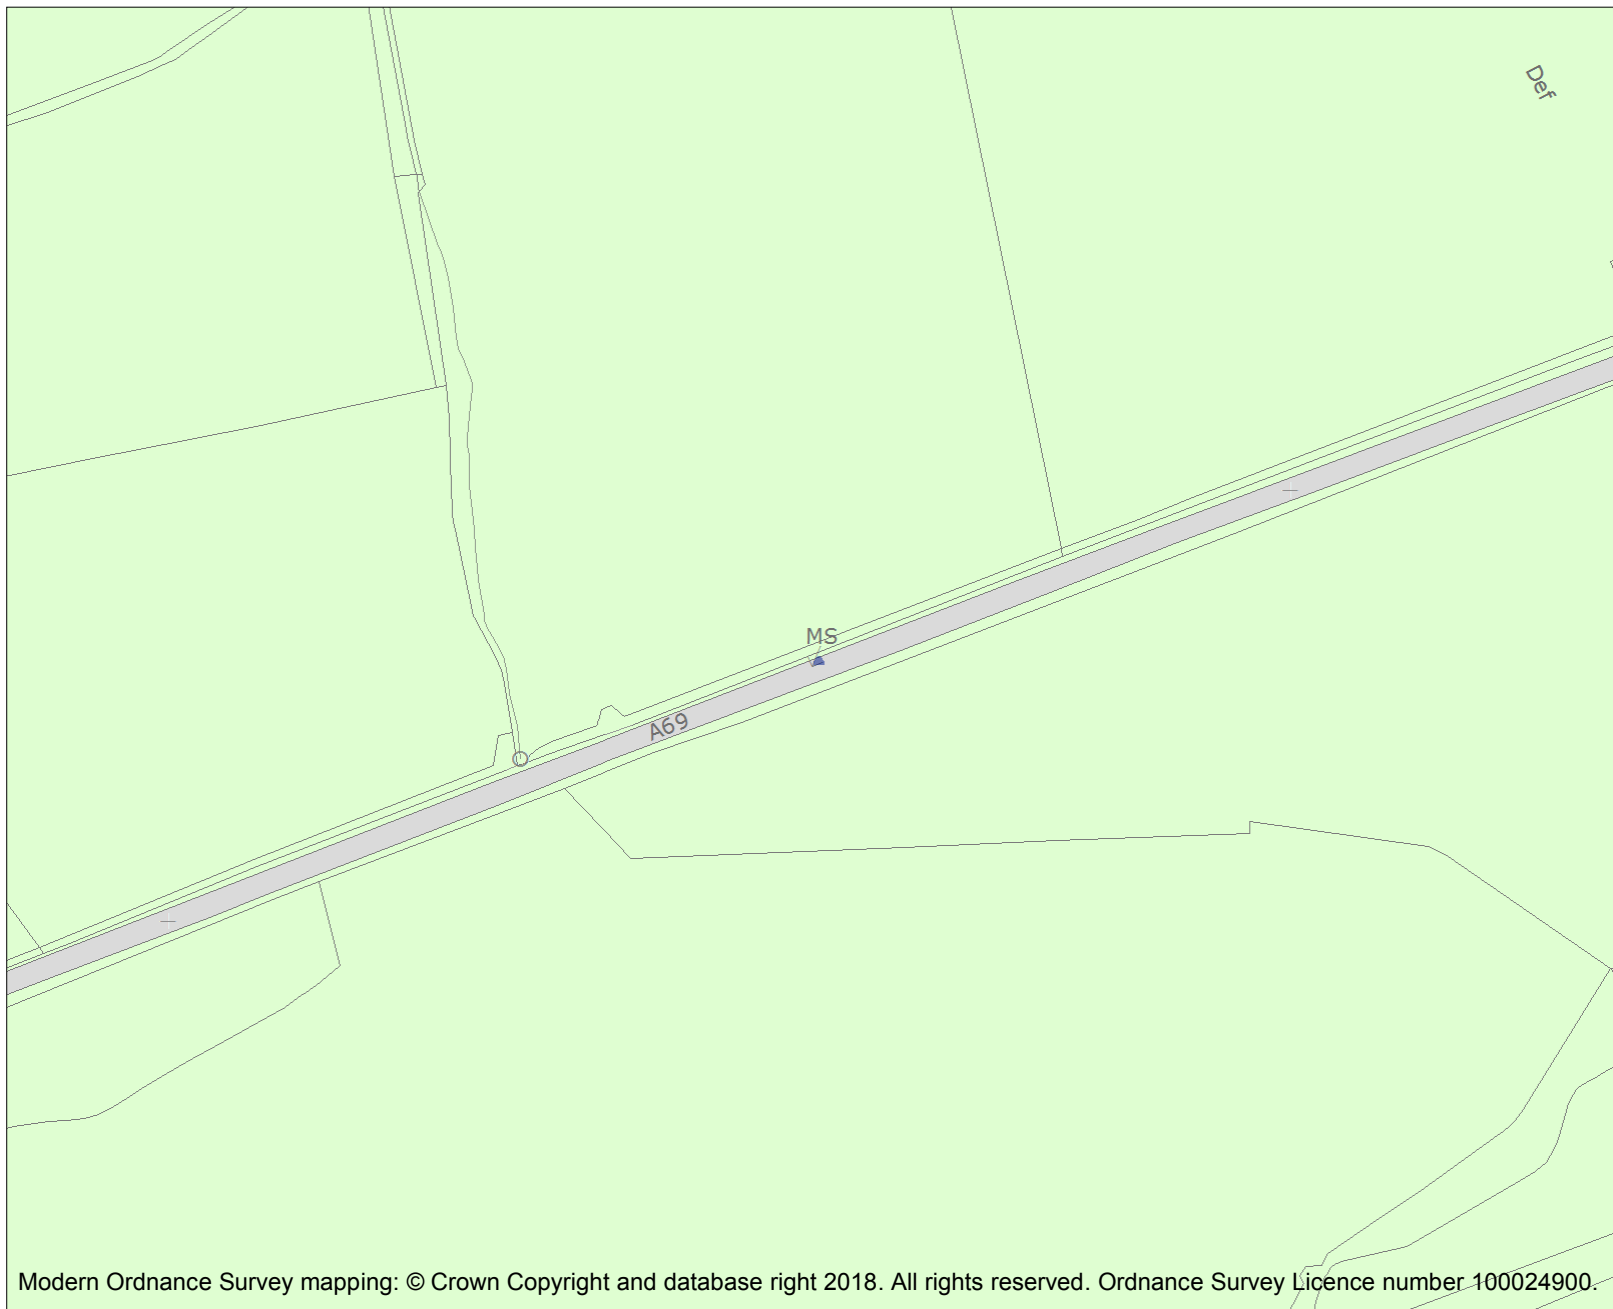 Def
MS
A69
Modern Ordnance Survey mapping: © Crown Copyright and database right 2018. All rights reserved. Ordnance Survey Licence number 100024900.